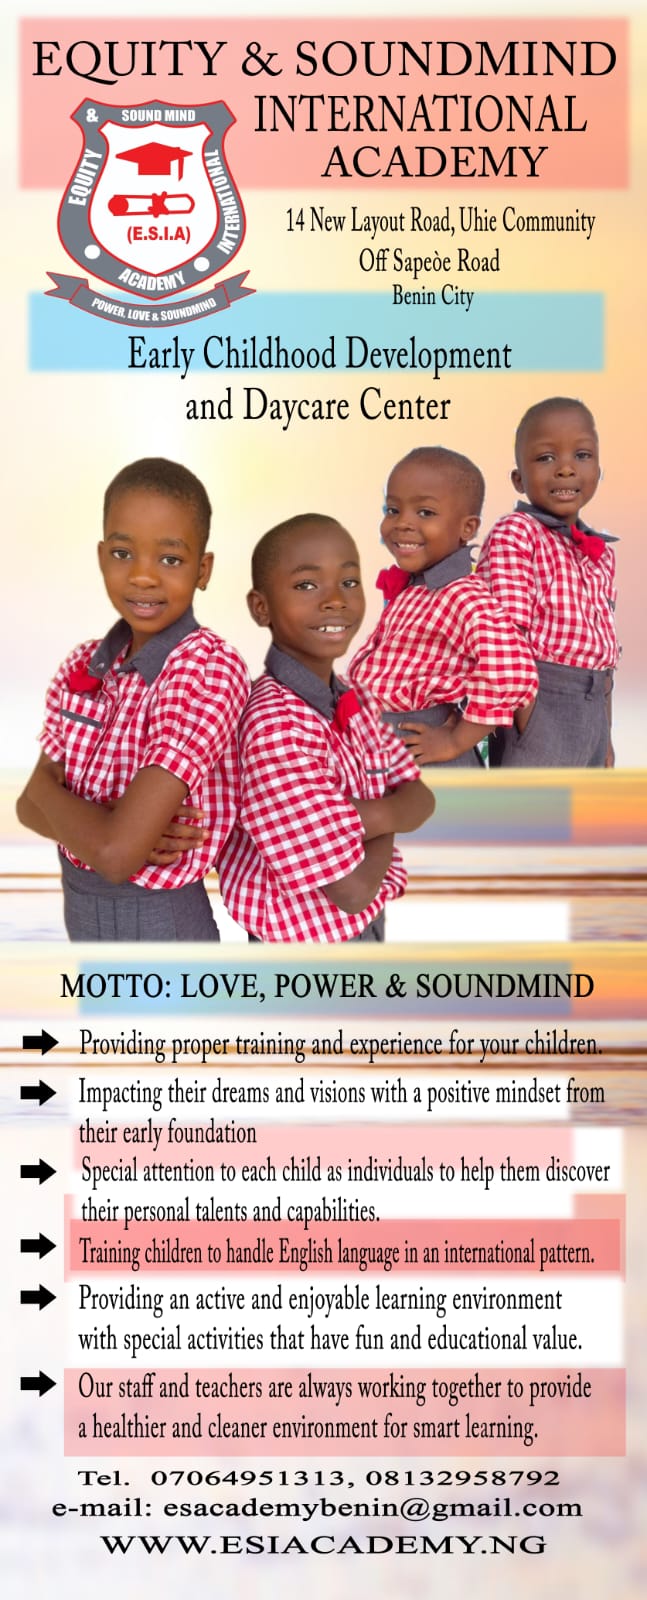 EQUITY & SOUNDMIND
INTERNATIONAL
ACADEMY
& SOUND MIND
EQUITY
INTERNATIONAL
(E.S.I.A)
ACADEMY
POWER, LOVE & SOUNDMIND
14 New Layout Road, Uhie Community
Off Sapeòe Road
Benin City
Early Childhood Development
and Daycare Center
MOTTO: LOVE, POWER & SOUNDMIND
Providing proper training and experience for your children.
Impacting their dreams and visions with a positive mindset from
their early foundation
Special attention to each child as individuals to help them discover
their personal talents and capabilities.
Training children to handle English language in an international pattern.
Providing an active and enjoyable learning environment
with special activities that have fun and educational value.
Our staff and teachers are always working together to provide
a healthier and cleaner environment for smart learning.
Tel. 07064951313, 08132958792
e-mail: esacademybenin@gmail.com
WWW.ESIACADEMY.NG